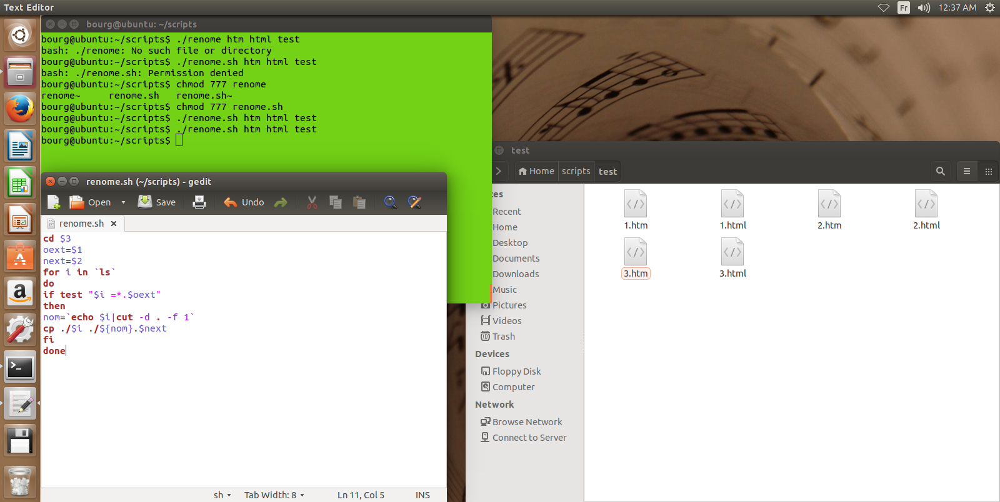 Text Editor
Fr
12:37 AM
bourg@ubuntu: ~/scripts
bourg@ubuntu:~/scripts$ ./renome htm html test
bash: ./renome: No such file or directory
bourg@ubuntu:~/scripts$ ./renome.sh htm html test
bash: ./renome.sh: Permission denied
bourg@ubuntu:~/scripts$ chmod 777 renome
renome~     renome.sh   renome.sh~
bourg@ubuntu:~/scripts$ chmod 777 renome.sh
bourg@ubuntu:~/scripts$ ./renome.sh htm html test
bourg@ubuntu:~/scripts$ ./renome.sh htm html test
bourg@ubuntu:~/scripts$
renome.sh (~/scripts) - gedit
Open
Save
Undo
renome.sh
cd $3
oext=$1
next=$2
for i in `ls`
do
if test "$i =*.$oext"
then
nom=`echo $i|cut -d . -f 1`
cp ./$i ./${nom}.$next
fi
done
sh
Tab Width: 8
Ln 11, Col 5
INS
test
Home
scripts
test
Recent
Home
Desktop
Documents
Downloads
Music
Pictures
Videos
Trash
Devices
Floppy Disk
Computer
Network
Browse Network
Connect to Server
1.htm
1.html
2.htm
2.html
3.htm
3.html